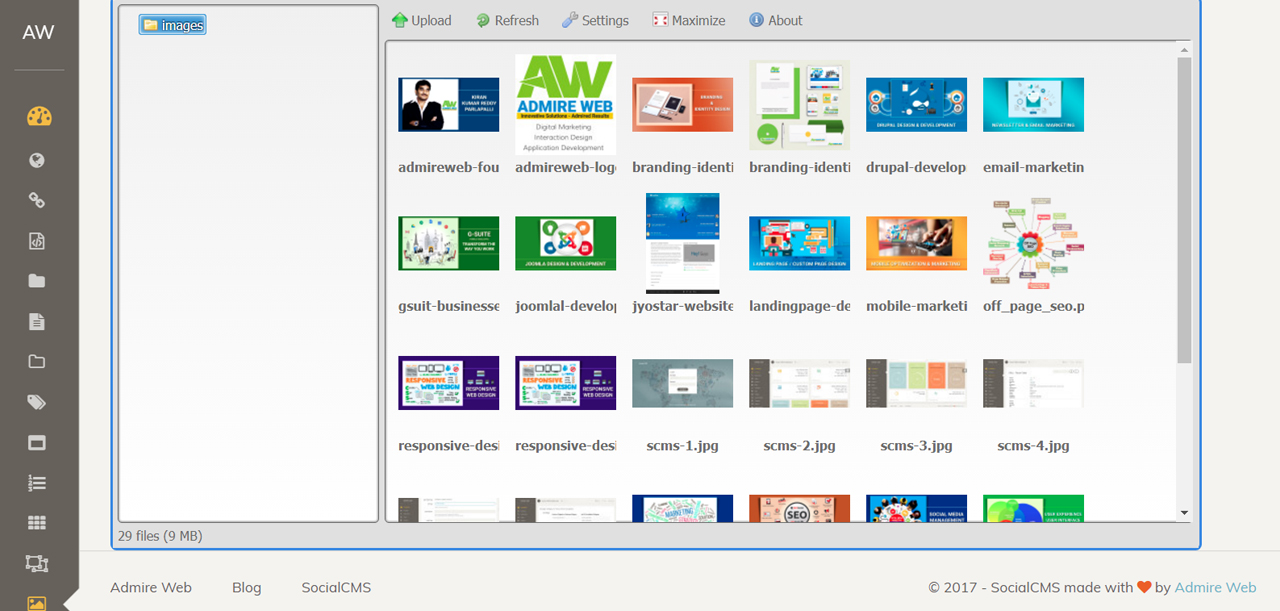 AW
images
Upload Refresh Settings Maximize About
KIRAN
KUMAR REDDY
PARLAPALLI
AW
ADMIRE WEB
Innovative Solutions - Admired Results
Digital Marketing
Interaction Design
Application Development
BRANDING
&
IDENTITY DESIGN
DRUPAL DESIGN & DEVELOPMENT
NEWSLETTER & EMAIL MARKETING
admireweb-fou admireweb-logo branding-identi branding-identi drupal-develop email-marketin
G-SUITE
TRANSFORM THE
WAY YOU WORK
JOOMLA DESIGN & DEVELOPMENT
LANDING PAGE / CUSTOM PAGE DESIGN
MOBILE OPTIMIZATION & MARKETING
gsuit-businesse joomlal-develop jyostar-website landingpage-de mobile-marketi off_page_seo.p
RESPONSIVE
WEB DESIGN
RESPONSIVE
WEB DESIGN
RESPONSIVE
WEB DESIGN
RESPONSIVE
WEB DESIGN
responsive-desi responsive-desi scms-1.jpg scms-2.jpg scms-3.jpg scms-4.jpg
MARKETING
SEO
SOCIAL MEDIA
MANAGEMENT
USER EXPERIENCE
USER INTERFACE
29 files (9 MB)
Admire Web Blog SocialCMS
© 2017 - SocialCMS made with by Admire Web